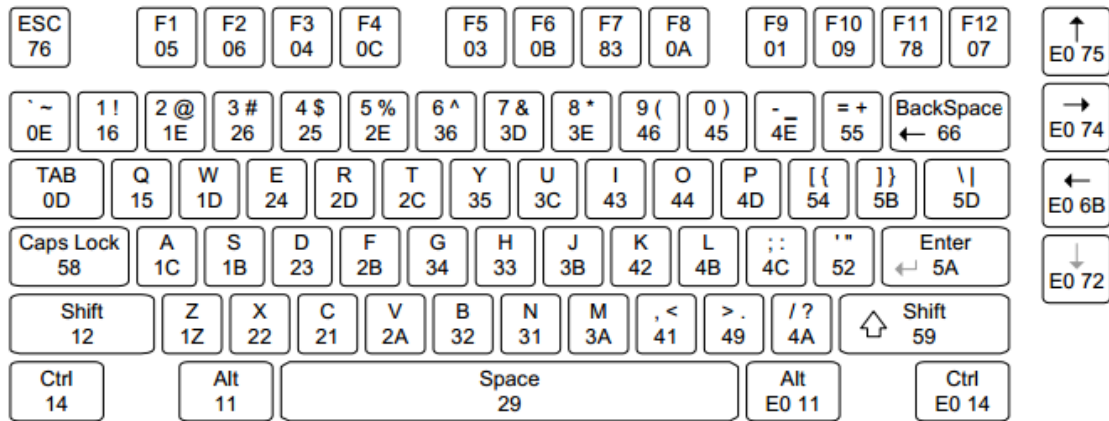 ESC F1 F2 F3 F4 F5 F6 F7 F8 F9 F10 F11 F12 ↑
76 05 06 04 0C 03 0B 83 0A 01 09 78 07 E0 75
` ~ 1 ! 2 @ 3 # 4 $ 5 % 6 ^ 7 & 8 * 9 ( 0 ) - _ = + BackSpace →
0E 16 1E 26 25 2E 36 3D 3E 46 45 4E 55 ← 66 E0 74
TAB Q W E R T Y U I O P [ { ] } \ | ←
0D 15 1D 24 2D 2C 35 3C 43 44 4D 54 5B 5D E0 6B
Caps Lock A S D F G H J K L ; : ' " Enter ↓
58 1C 1B 23 2B 34 33 3B 42 4B 4C 52 ↵ 5A E0 72
Shift Z X C V B N M , < > . / ? ⇧ Shift
12 1Z 22 21 2A 32 31 3A 41 49 4A 59
Ctrl Alt Space Alt Ctrl
14 11 29 E0 11 E0 14